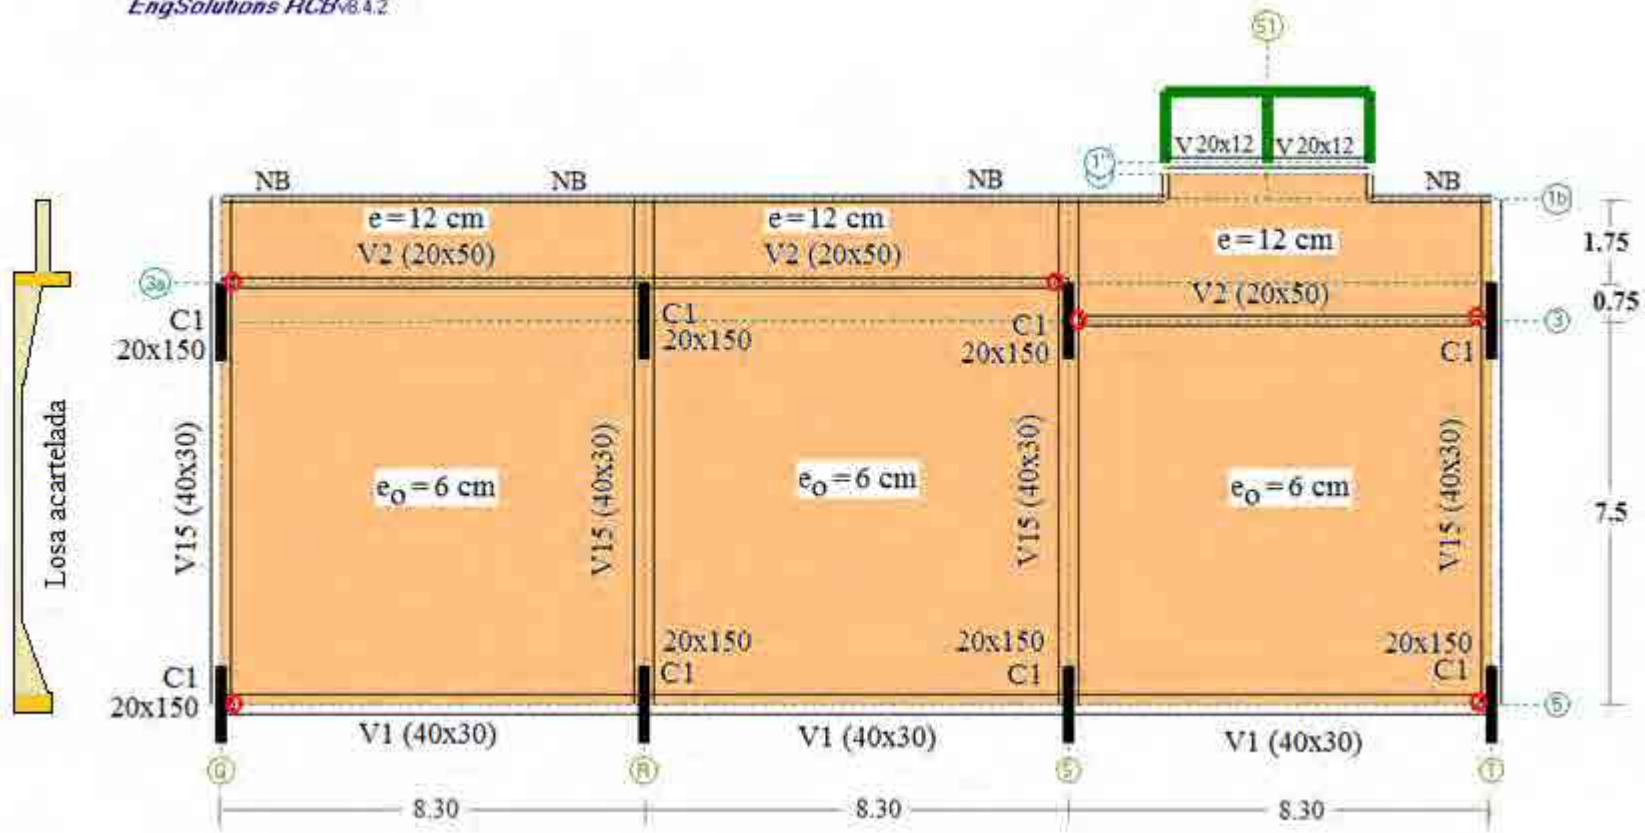 EngSolutions RCB v8.4.2
S1
V 20x12 V 20x12
1'
NB NB NB NB
1b
e=12 cm e=12 cm e=12 cm
1.75
V2 (20x50) V2 (20x50)
3a
V2 (20x50)
0.75
C1 C1 C1
3
20x150 20x150 20x150 C1
Losa acartelada
V15 (40x30) V15 (40x30) V15 (40x30) V15 (40x30)
eo=6 cm eo=6 cm eo=6 cm
7.5
20x150 20x150 20x150
C1 C1 C1 C1
20x150
5
V1 (40x30) V1 (40x30) V1 (40x30)
Q R S T
8.30 8.30 8.30